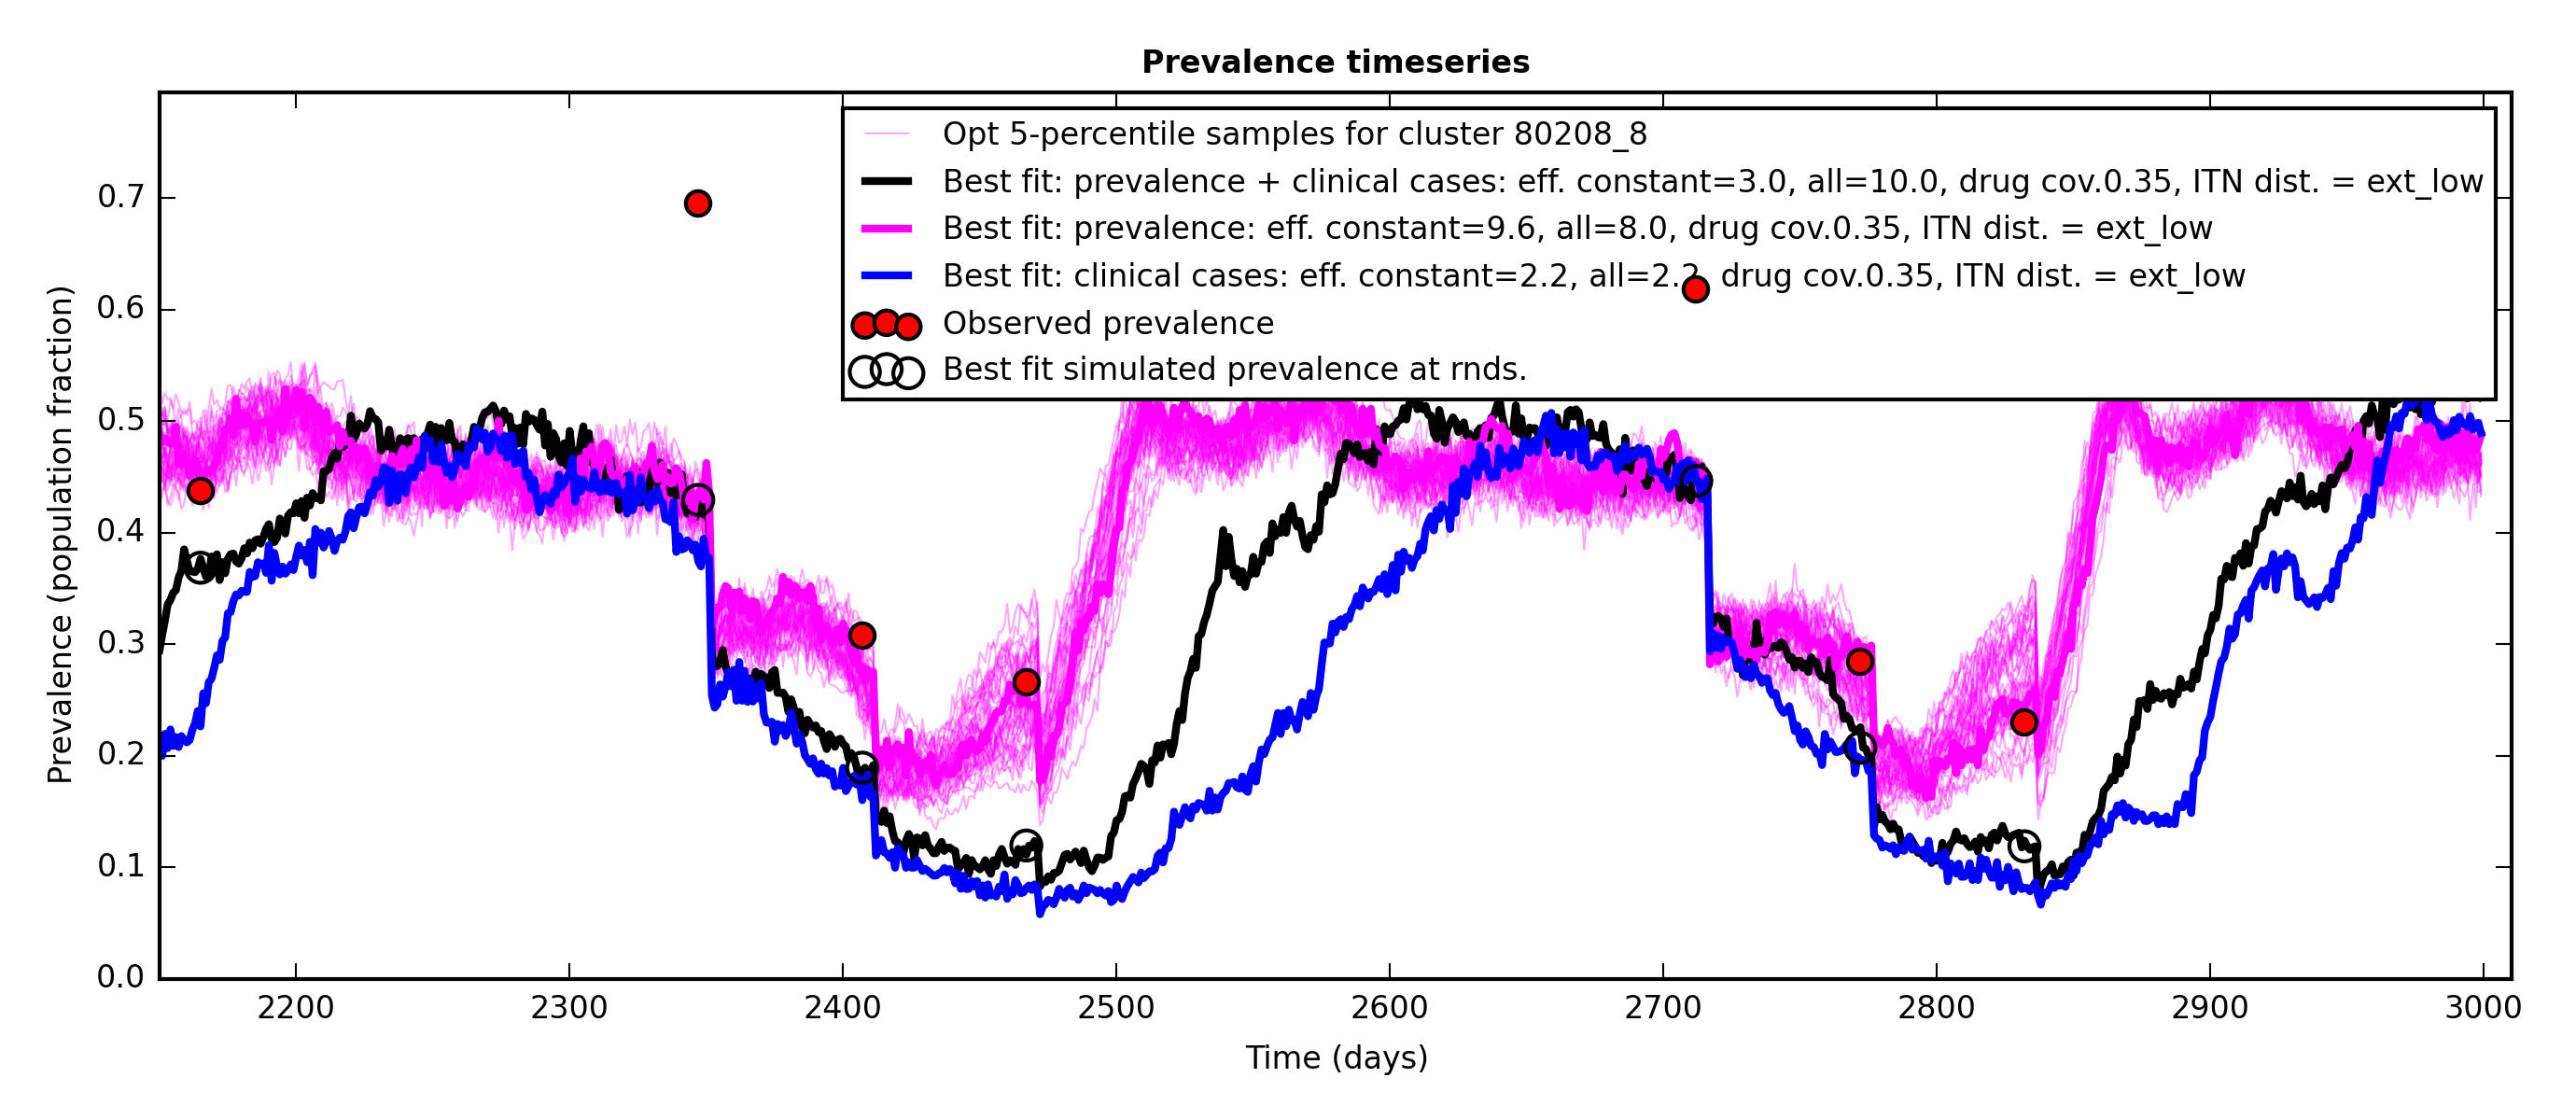 Prevalence timeseries
Opt 5-percentile samples for cluster 80208_8
Best fit: prevalence + clinical cases: eff. constant=3.0, all=10.0, drug cov.0.35, ITN dist. = ext_low
Best fit: prevalence: eff. constant=9.6, all=8.0, drug cov.0.35, ITN dist. = ext_low
Best fit: clinical cases: eff. constant=2.2, all=2.2, drug cov.0.35, ITN dist. = ext_low
Observed prevalence
Best fit simulated prevalence at rnds.
Prevalence (population fraction)
0.7
0.6
0.5
0.4
0.3
0.2
0.1
0.0
2200 2300 2400 2500 2600 2700 2800 2900 3000
Time (days)